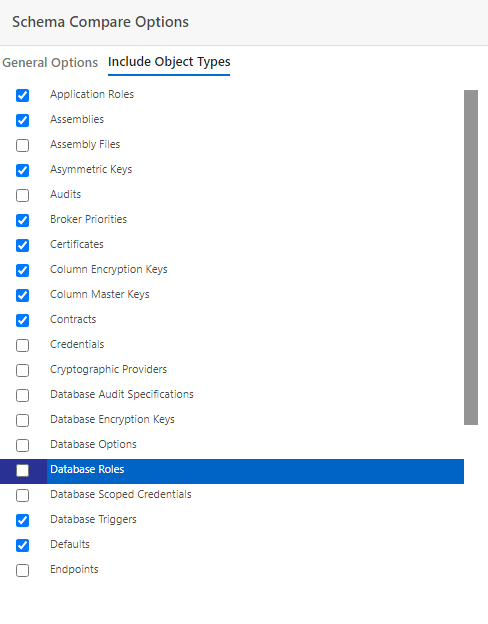 Schema Compare Options
General Options Include Object Types
Application Roles
Assemblies
Assembly Files
Asymmetric Keys
Audits
Broker Priorities
Certificates
Column Encryption Keys
Column Master Keys
Contracts
Credentials
Cryptographic Providers
Database Audit Specifications
Database Encryption Keys
Database Options
Database Roles
Database Scoped Credentials
Database Triggers
Defaults
Endpoints